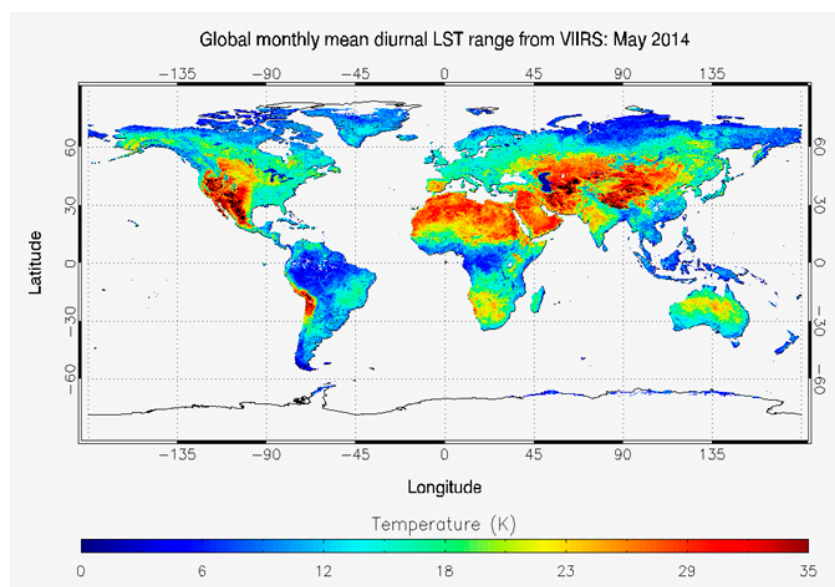 Global monthly mean diurnal LST range from VIIRS: May 2014
−135 −90 −45 0 45 90 135
60 60
30 30
0 0
−30 −30
−60 −60
Latitude
−135 −90 −45 0 45 90 135
Longitude
Temperature (K)
0 6 12 18 23 29 35